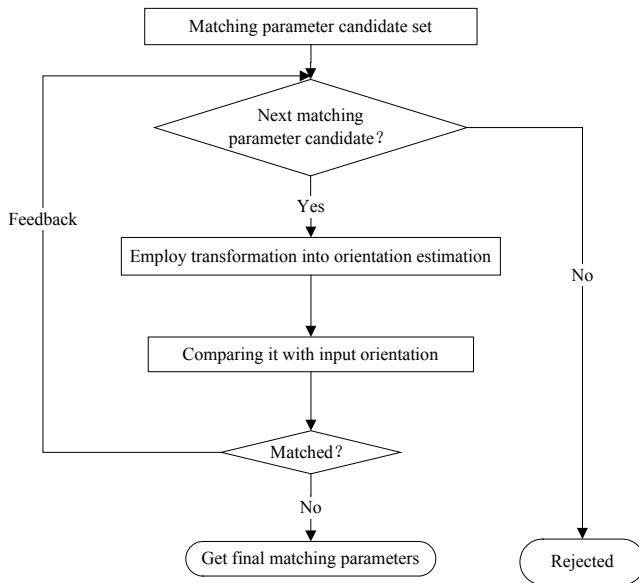 Matching parameter candidate set
Next matching
parameter candidate?
Yes
Feedback
Employ transformation into orientation estimation
No
Comparing it with input orientation
Matched?
No
Get final matching parameters
Rejected